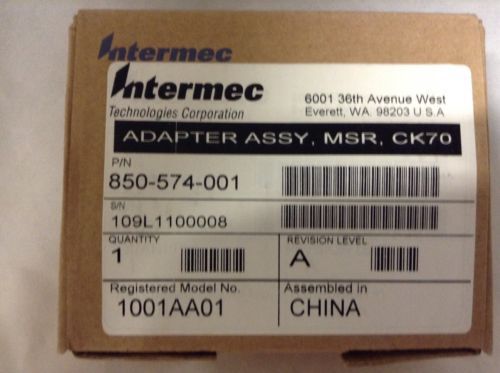 Intermec
Intermec
Technologies Corporation
6001 36th Avenue West
Everett, WA. 98203 U S A
ADAPTER ASSY, MSR, CK70
P/N
850-574-001
S/N
109L1100008
QUANTITY
1
REVISION LEVEL
A
Registered Model No.
1001AA01
Assembled in
CHINA